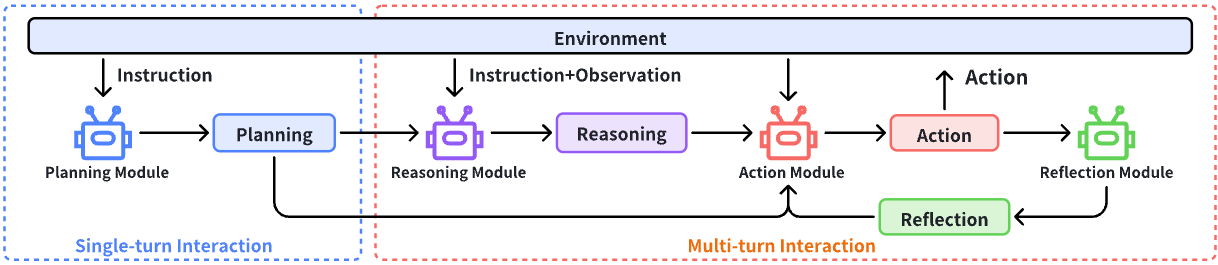 Environment
Instruction
Instruction+Observation
Action
Planning
Reasoning
Action
Planning Module
Reasoning Module
Action Module
Reflection Module
Reflection
Single-turn Interaction
Multi-turn Interaction